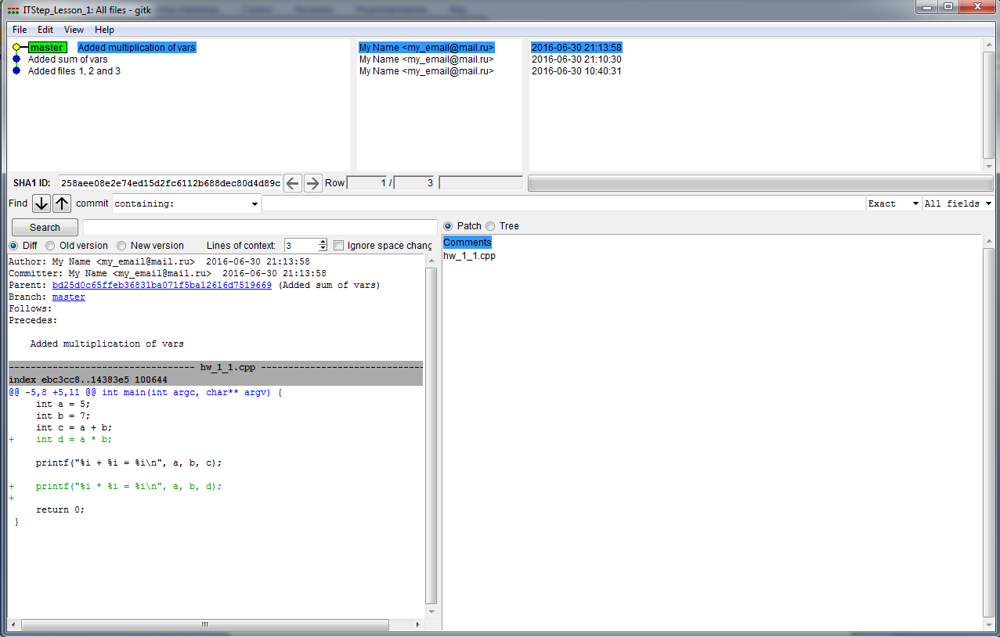 ITStep_Lesson_1: All files - gitk
File Edit View Help
master Added multiplication of vars My Name <my_email@mail.ru> 2016-06-30 21:13:58
Added sum of vars My Name <my_email@mail.ru> 2016-06-30 21:10:30
Added files 1, 2 and 3 My Name <my_email@mail.ru> 2016-06-30 10:40:31
SHA1 ID: 258aee08e2e74ed15d2fc6112b688dec80d4d89c Row 1 / 3
Find commit containing: Exact All fields
Search
Patch Tree
Diff Old version New version Lines of context: 3 Ignore space chang
Comments
hw_1_1.cpp
Author: My Name <my_email@mail.ru>  2016-06-30 21:13:58
Committer: My Name <my_email@mail.ru>  2016-06-30 21:13:58
Parent: bd25d0c65ffeb36831ba071f5ba12616d7519669 (Added sum of vars)
Branch: master
Follows:
Precedes:
    Added multiplication of vars
---------------------------------- hw_1_1.cpp ------------------------------
index ebc3cc8..14383e5 100644
@@ -5,8 +5,11 @@ int main(int argc, char** argv) {
     int a = 5;
     int b = 7;
     int c = a + b;
+    int d = a * b;
     printf("%i + %i = %i\n", a, b, c);
+    printf("%i * %i = %i\n", a, b, d);
+
     return 0;
 }